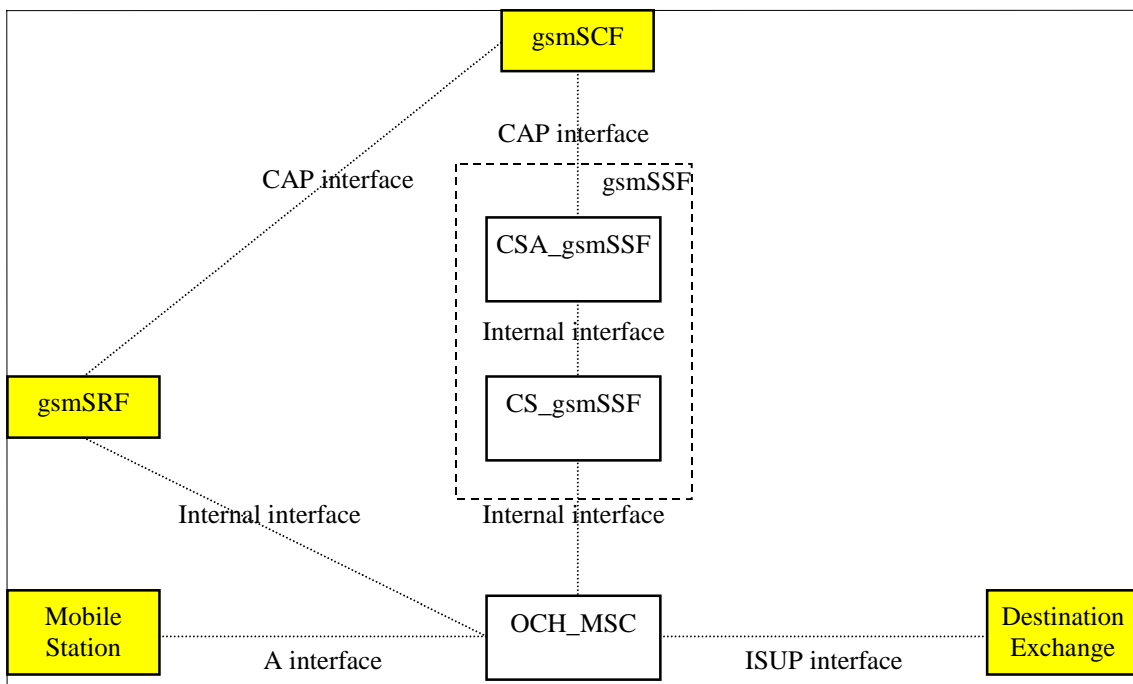 gsmSCF
CAP interface
CAP interface
gsmSSF
CSA_gsmSSF
Internal interface
gsmSRF
CS_gsmSSF
Internal interface
Internal interface
Mobile
Station
OCH_MSC
Destination
Exchange
A interface
ISUP interface